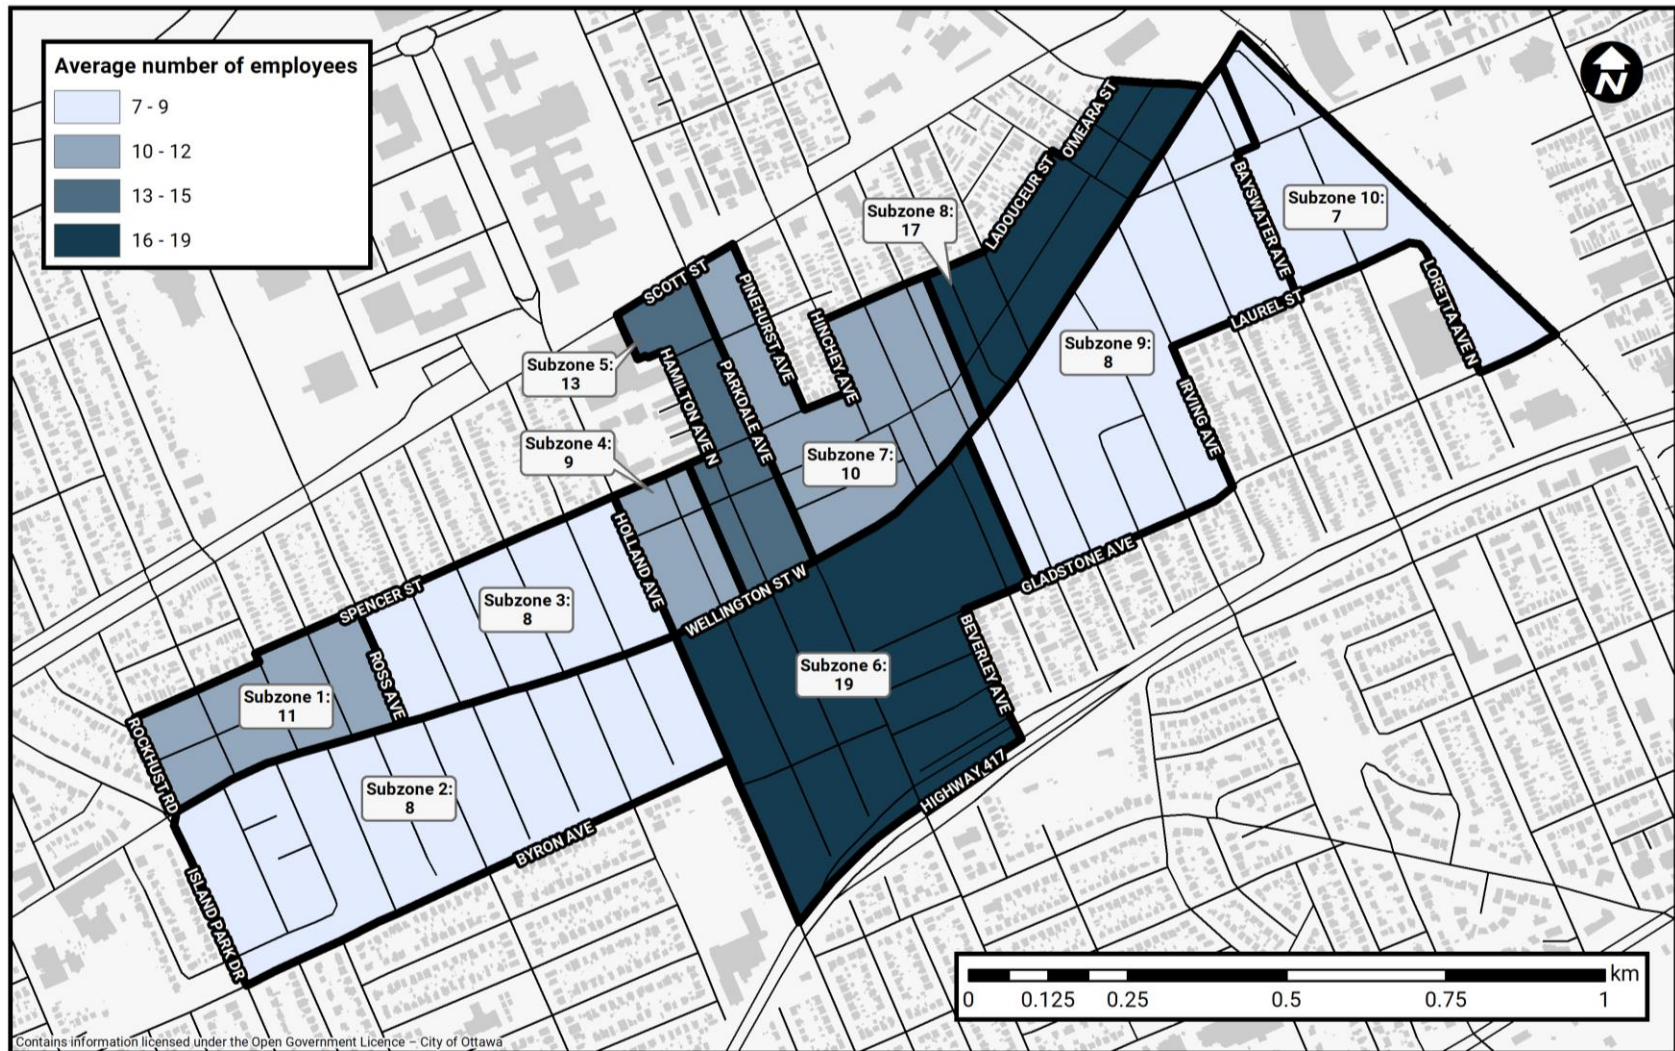 Average number of employees
7 - 9
10 - 12
13 - 15
16 - 19
N
O'MEARA ST
LADOUCEUR ST
Subzone 8:
17
BAYSWATER AVE
Subzone 10:
7
SCOTT ST
PINEHURST AVE
HINCHEY AVE
LAUREL ST
LORETTA AVE N
Subzone 5:
13
HAMILTON AVE N
PARKDALE AVE
Subzone 9:
8
IRVING AVE
Subzone 4:
9
Subzone 7:
10
HOLLAND AVE
WELLINGTON ST W
GLADSTONE AVE
SPENCER ST
Subzone 3:
8
ROSS AVE
Subzone 6:
19
BEVERLEY AVE
Subzone 1:
11
ROCKHUST RD
Subzone 2:
8
HIGHWAY 417
BYRON AVE
ISLAND PARK DR
km
0 0.125 0.25 0.5 0.75 1
Contains information licensed under the Open Government Licence – City of Ottawa